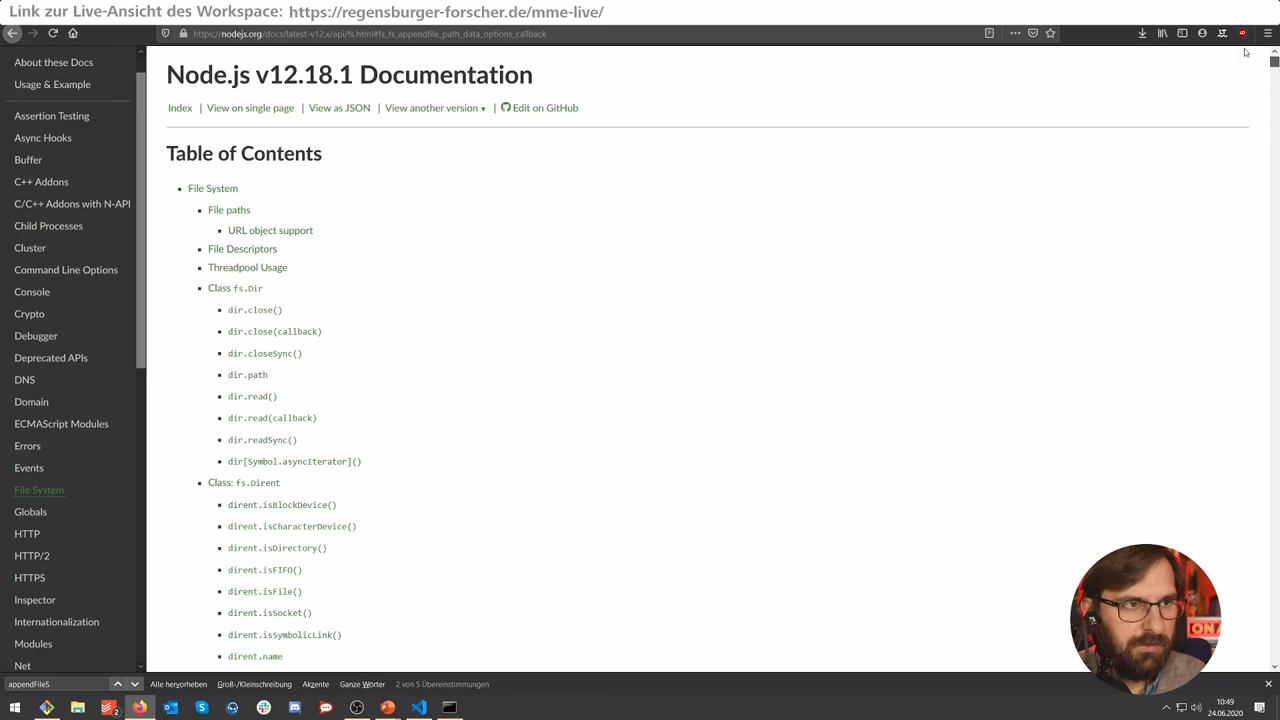 Link zur Live-Ansicht des Workspace: https://regensburger-forscher.de/mme-live/
https://nodejs.org/docs/latest-v12.x/api/fs.html#fs_fs_appendfile_path_data_options_callback
About these Docs
Usage & Example
Assertion Testing
Async Hooks
Buffer
C++ Addons
C/C++ Addons with N-API
Child Processes
Cluster
Command Line Options
Console
Crypto
Debugger
Deprecated APIs
DNS
Domain
ECMAScript Modules
Errors
Events
File System
Globals
HTTP
HTTP/2
HTTPS
Inspector
Internationalization
Modules
Net
Node.js v12.18.1 Documentation
Index | View on single page | View as JSON | View another version ▼ | Edit on GitHub
Table of Contents
File System
File paths
URL object support
File Descriptors
Threadpool Usage
Class fs.Dir
dir.close()
dir.close(callback)
dir.closeSync()
dir.path
dir.read()
dir.read(callback)
dir.readSync()
dir[Symbol.asyncIterator]()
Class: fs.Dirent
dirent.isBlockDevice()
dirent.isCharacterDevice()
dirent.isDirectory()
dirent.isFIFO()
dirent.isFile()
dirent.isSocket()
dirent.isSymbolicLink()
dirent.name
ON
appendFileS Alle hervorheben Groß-/Kleinschreibung Akzente Ganze Wörter 2 von 5 Übereinstimmungen
2
10:49
24.06.2020